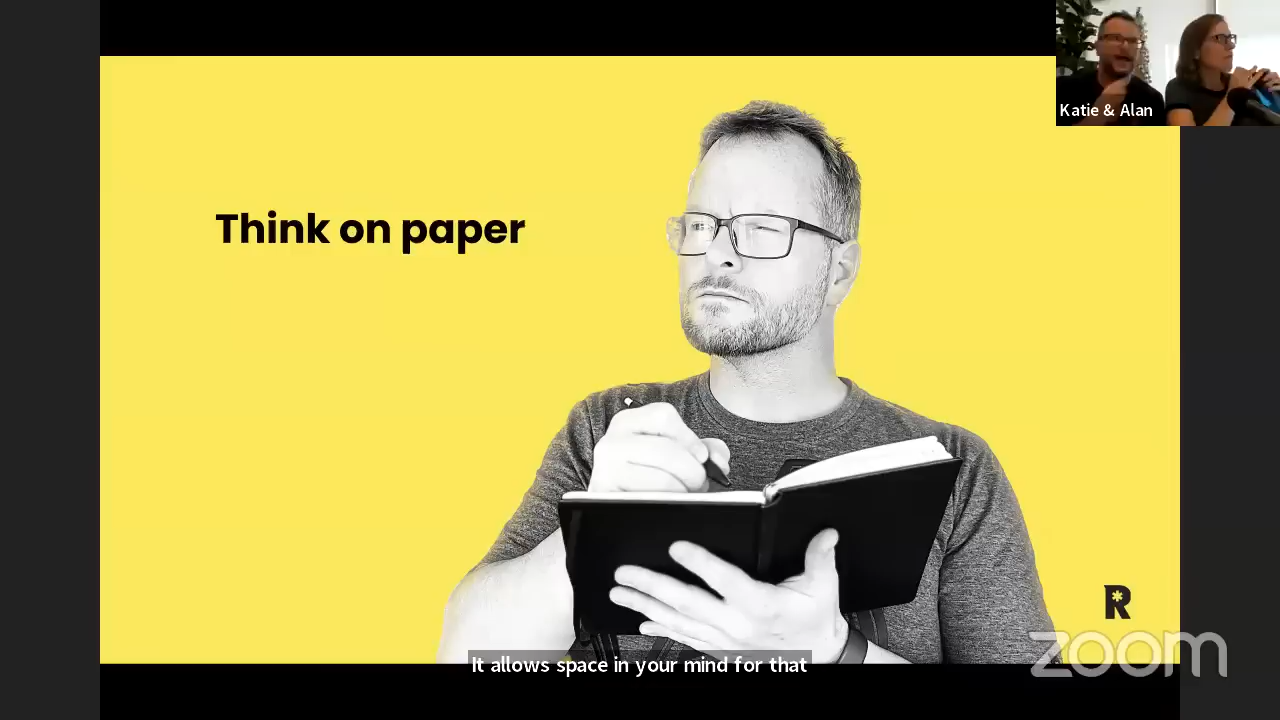 Katie & Alan
Think on paper
R
zoom
It allows space in your mind for that